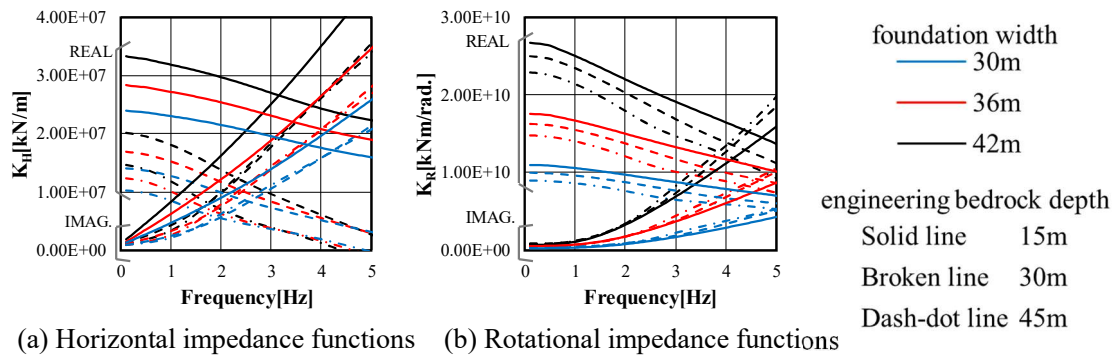 4.00E+07
REAL
3.00E+07
2.00E+07
1.00E+07
IMAG.
0.00E+00
K_H[kN/m]
0 1 2 3 4 5
Frequency[Hz]
(a) Horizontal impedance functions
3.00E+10
REAL
2.00E+10
1.00E+10
IMAG.
0.00E+00
K_R[kNm/rad.]
0 1 2 3 4 5
Frequency[Hz]
(b) Rotational impedance functions
foundation width
30m
36m
42m
engineering bedrock depth
Solid line 15m
Broken line 30m
Dash-dot line 45m